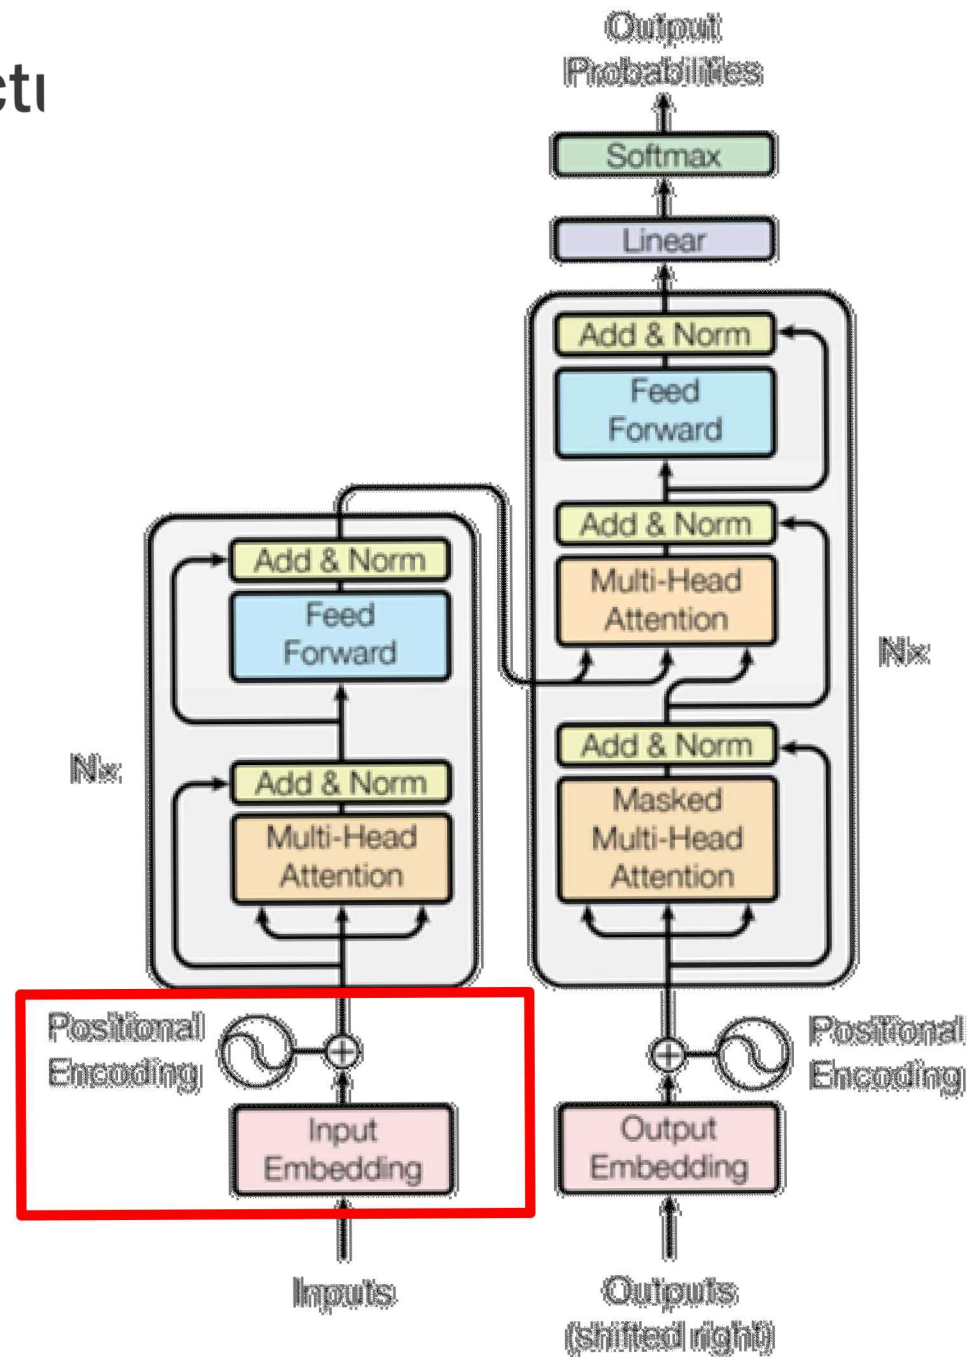 Output
Probabilities
Softmax
Linear
Add & Norm
Feed
Forward
Add & Norm
Multi-Head
Attention
Nx
Add & Norm
Masked
Multi-Head
Attention
Add & Norm
Feed
Forward
Nx
Add & Norm
Multi-Head
Attention
Positional
Encoding
Input
Embedding
Output
Embedding
Positional
Encoding
Inputs
Outputs
(shifted right)